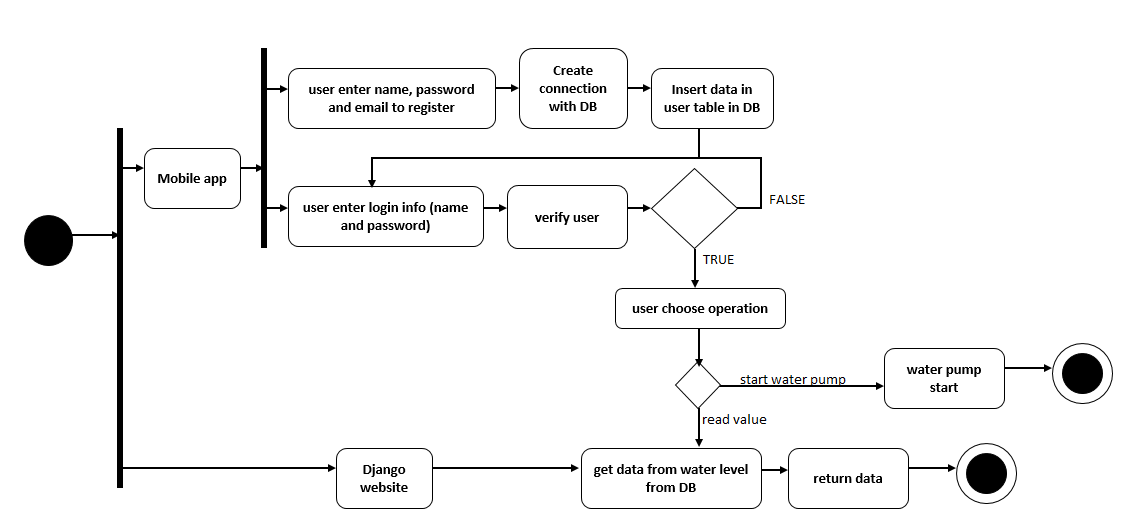 user enter name, password
and email to register
Create
connection
with DB
Insert data in
user table in DB
Mobile app
user enter login info (name
and password)
verify user
FALSE
TRUE
user choose operation
start water pump
water pump
start
read value
Django
website
get data from water level
from DB
return data